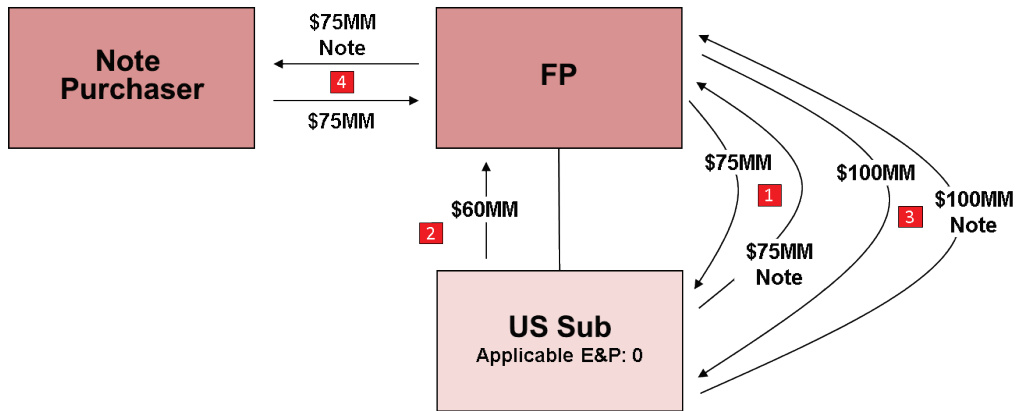 Note
Purchaser
$75MM
Note
4
$75MM
FP
$75MM
1
$75MM
Note
$100MM
3
$100MM
Note
2
$60MM
US Sub
Applicable E&P: 0